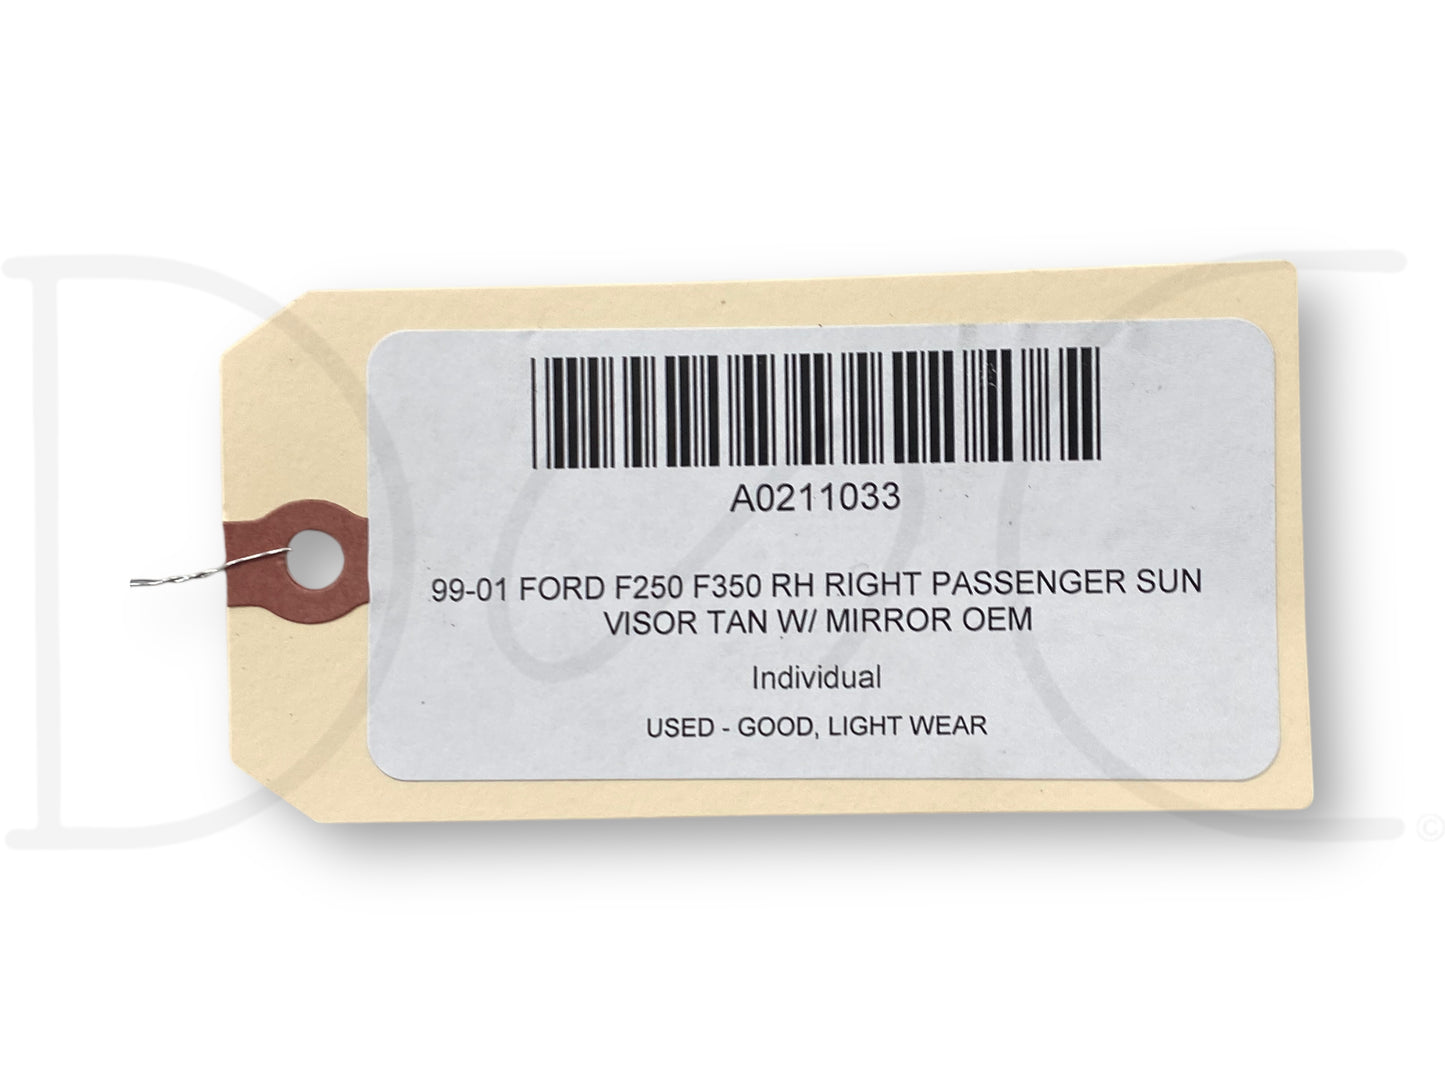 A0211033
99-01 FORD F250 F350 RH RIGHT PASSENGER SUN
VISOR TAN W/ MIRROR OEM
Individual
USED - GOOD, LIGHT WEAR
©